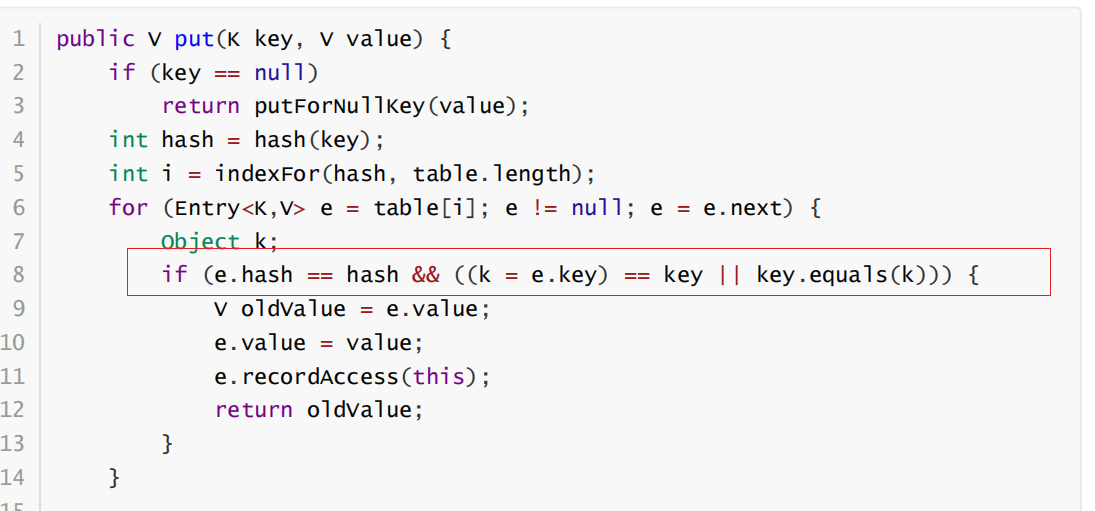 1 public V put(K key, V value) {
2     if (key == null)
3         return putForNullKey(value);
4     int hash = hash(key);
5     int i = indexFor(hash, table.length);
6     for (Entry<K,V> e = table[i]; e != null; e = e.next) {
7         Object k;
8         if (e.hash == hash && ((k = e.key) == key || key.equals(k))) {
9             V oldValue = e.value;
10             e.value = value;
11             e.recordAccess(this);
12             return oldValue;
13         }
14     }
15